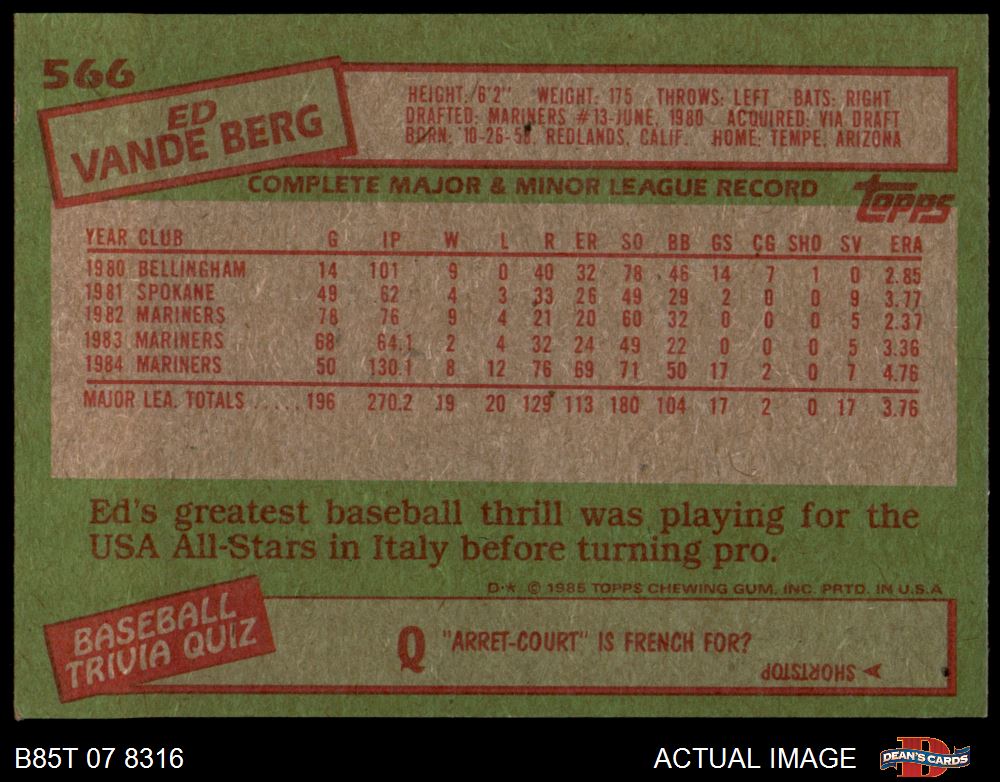 566
ED
VANDE BERG
HEIGHT: 6'2" WEIGHT: 175 THROWS: LEFT BATS: RIGHT
DRAFTED: MARINERS #13-JUNE, 1980 ACQUIRED: VIA DRAFT
BORN: 10-26-58, REDLANDS, CALIF. HOME: TEMPE, ARIZONA
COMPLETE MAJOR & MINOR LEAGUE RECORD
topps
YEAR CLUB G IP W L R ER SO BB GS CG SHO SV ERA
1980 BELLINGHAM 14 101 9 0 40 32 78 46 14 7 1 0 2.85
1981 SPOKANE 49 62 4 3 33 26 49 29 2 0 0 9 3.77
1982 MARINERS 78 76 9 4 21 20 60 32 0 0 0 5 2.37
1983 MARINERS 68 64.1 2 4 32 24 49 22 0 0 0 5 3.36
1984 MARINERS 50 130.1 8 12 76 69 71 50 17 2 0 7 4.76
MAJOR LEA. TOTALS ..... 196 270.2 19 20 129 113 180 104 17 2 0 17 3.76
Ed's greatest baseball thrill was playing for the
USA All-Stars in Italy before turning pro.
D* © 1985 TOPPS CHEWING GUM, INC. PRTD. IN U.S.A
BASEBALL
TRIVIA QUIZ
Q "ARRET-COURT" IS FRENCH FOR?
SHORTSTOP
B85T 07 8316
ACTUAL IMAGE
DEAN'S CARDS